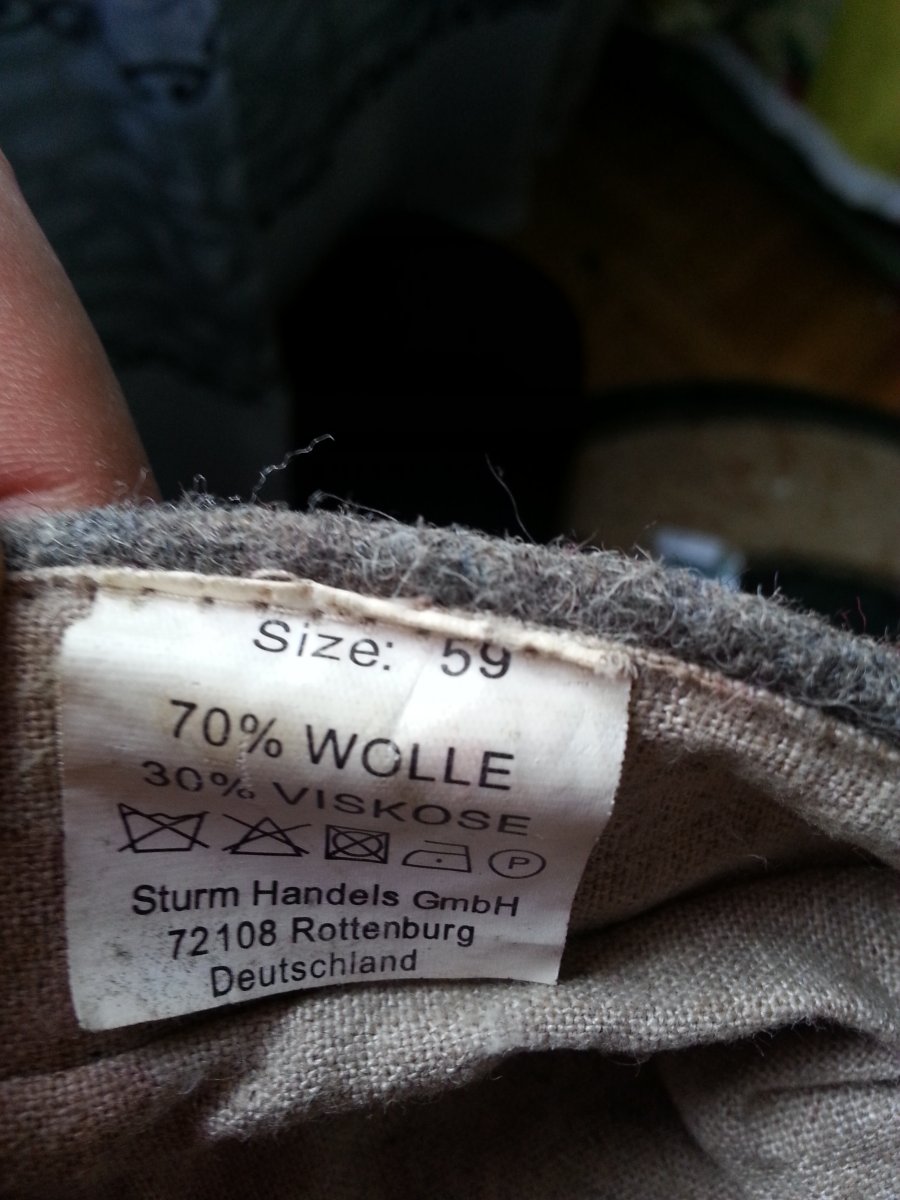 Size: 59
70% WOLLE
30% VISKOSE
P
Sturm Handels GmbH
72108 Rottenburg
Deutschland